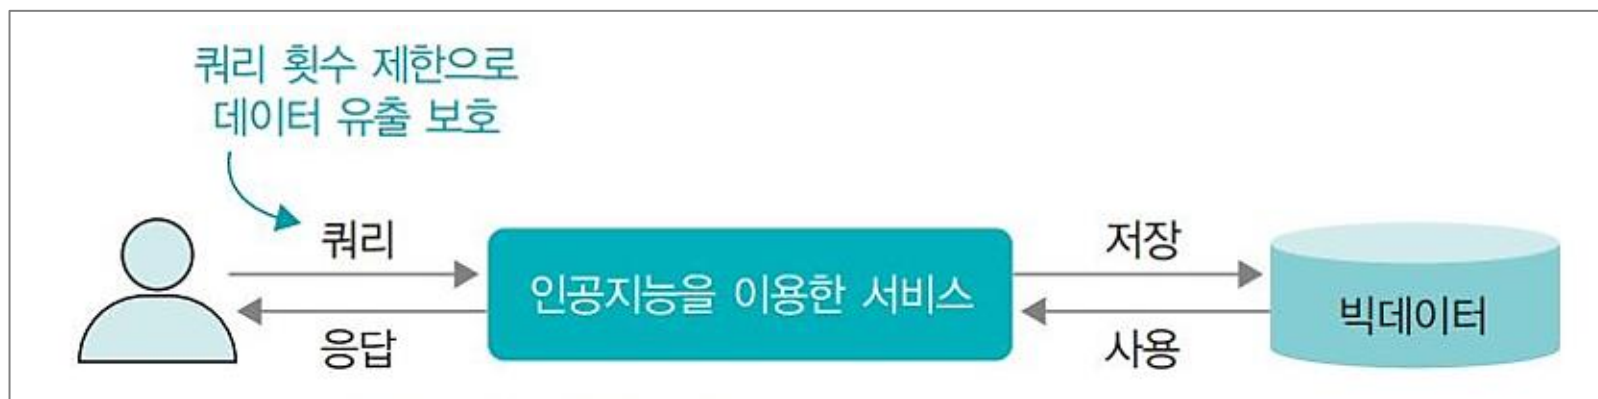 쿼리 횟수 제한으로
데이터 유출 보호
쿼리
응답
인공지능을 이용한 서비스
저장
사용
빅데이터